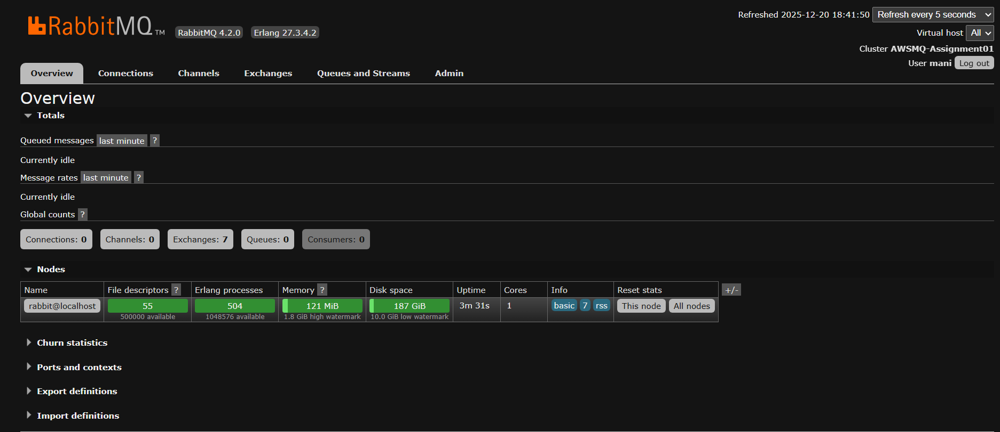 RabbitMQ TM RabbitMQ 4.2.0 Erlang 27.3.4.2
Refreshed 2025-12-20 18:41:50 Refresh every 5 seconds
Virtual host All
Cluster AWSMQ-Assignment01
User mani Log out
Overview Connections Channels Exchanges Queues and Streams Admin
Overview
Totals
Queued messages last minute ?
Currently idle
Message rates last minute ?
Currently idle
Global counts ?
Connections: 0 Channels: 0 Exchanges: 7 Queues: 0 Consumers: 0
Nodes
Name File descriptors ? Erlang processes Memory ? Disk space Uptime Cores Info Reset stats +/-
rabbit@localhost 55 504 121 MiB 187 GiB 3m 31s 1 basic 7 rss This node All nodes
500000 available 1048576 available 1.8 GiB high watermark 10.0 GiB low watermark
Churn statistics
Ports and contexts
Export definitions
Import definitions